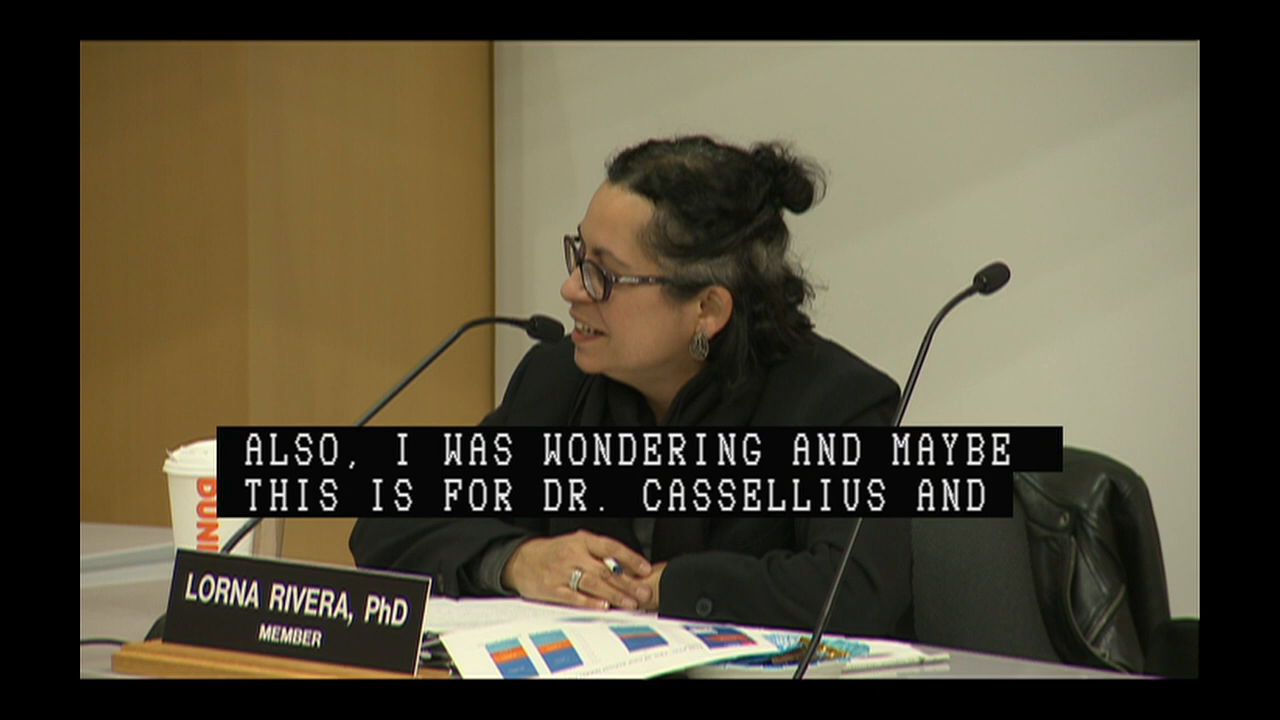 ALSO, I WAS WONDERING AND MAYBE
THIS IS FOR DR. CASSELLIUS AND
DUN
LORNA RIVERA, PhD
MEMBER